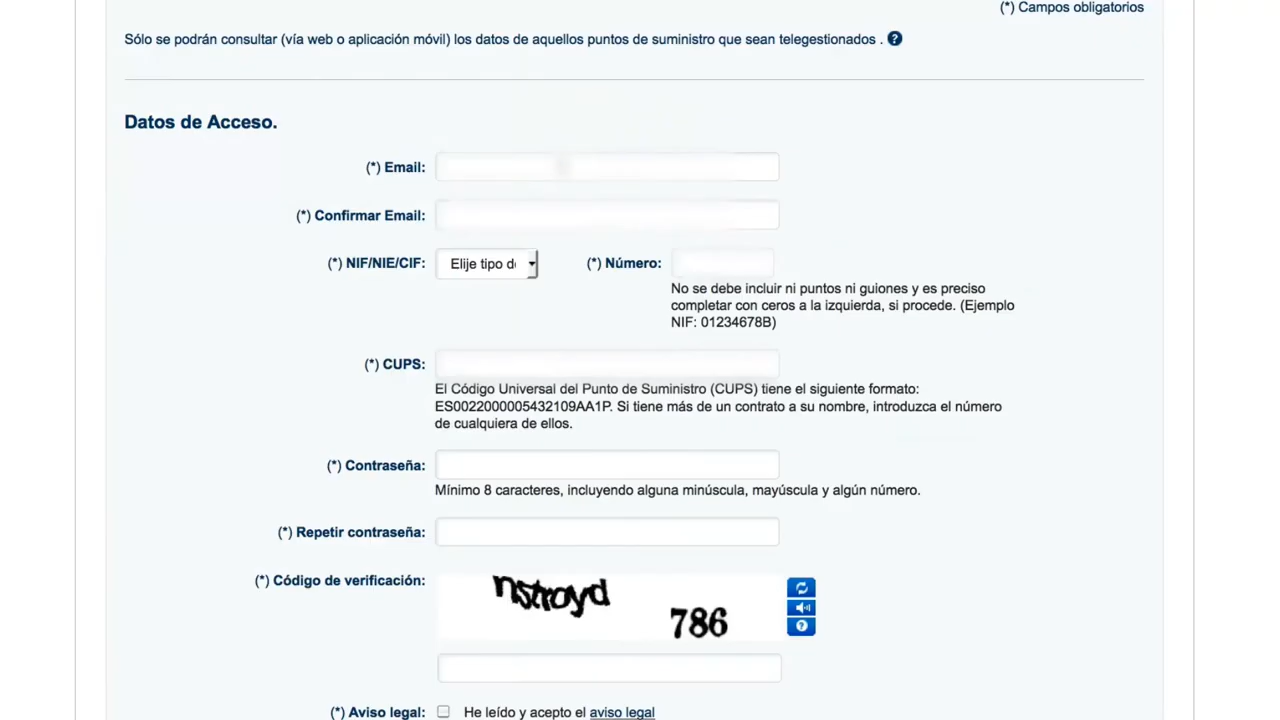 (*) Campos obligatorios
Sólo se podrán consultar (vía web o aplicación móvil) los datos de aquellos puntos de suministro que sean telegestionados . ?
Datos de Acceso.
(*) Email:
(*) Confirmar Email:
(*) NIF/NIE/CIF: Elije tipo de (*) Número:
No se debe incluir ni puntos ni guiones y es preciso
completar con ceros a la izquierda, si procede. (Ejemplo
NIF: 01234678B)
(*) CUPS:
El Código Universal del Punto de Suministro (CUPS) tiene el siguiente formato:
ES0022000005432109AA1P. Si tiene más de un contrato a su nombre, introduzca el número
de cualquiera de ellos.
(*) Contraseña:
Mínimo 8 caracteres, incluyendo alguna minúscula, mayúscula y algún número.
(*) Repetir contraseña:
(*) Código de verificación: nstroyd 786
(*) Aviso legal: He leído y acepto el aviso legal